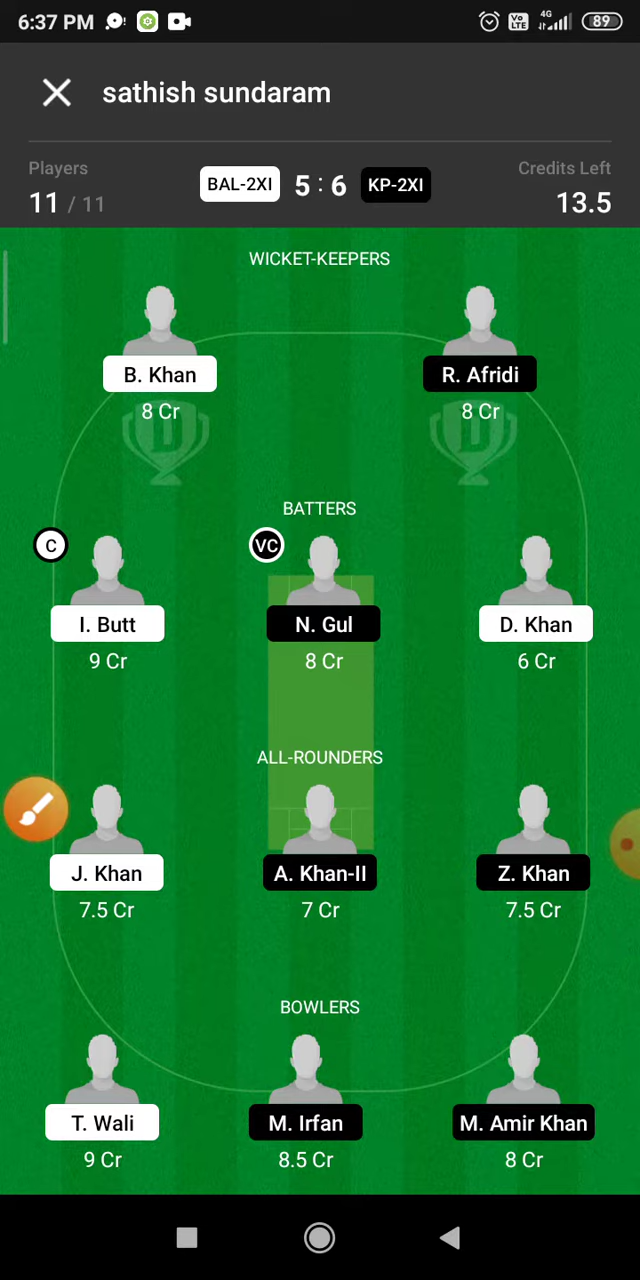 6:37 PM 4G Vo LTE 89
sathish sundaram
Players Credits Left
11 / 11 BAL-2XI 5 : 6 KP-2XI 13.5
WICKET-KEEPERS
B. Khan R. Afridi
8 Cr 8 Cr
BATTERS
C VC
I. Butt N. Gul D. Khan
9 Cr 8 Cr 6 Cr
ALL-ROUNDERS
J. Khan A. Khan-II Z. Khan
7.5 Cr 7 Cr 7.5 Cr
BOWLERS
T. Wali M. Irfan M. Amir Khan
9 Cr 8.5 Cr 8 Cr